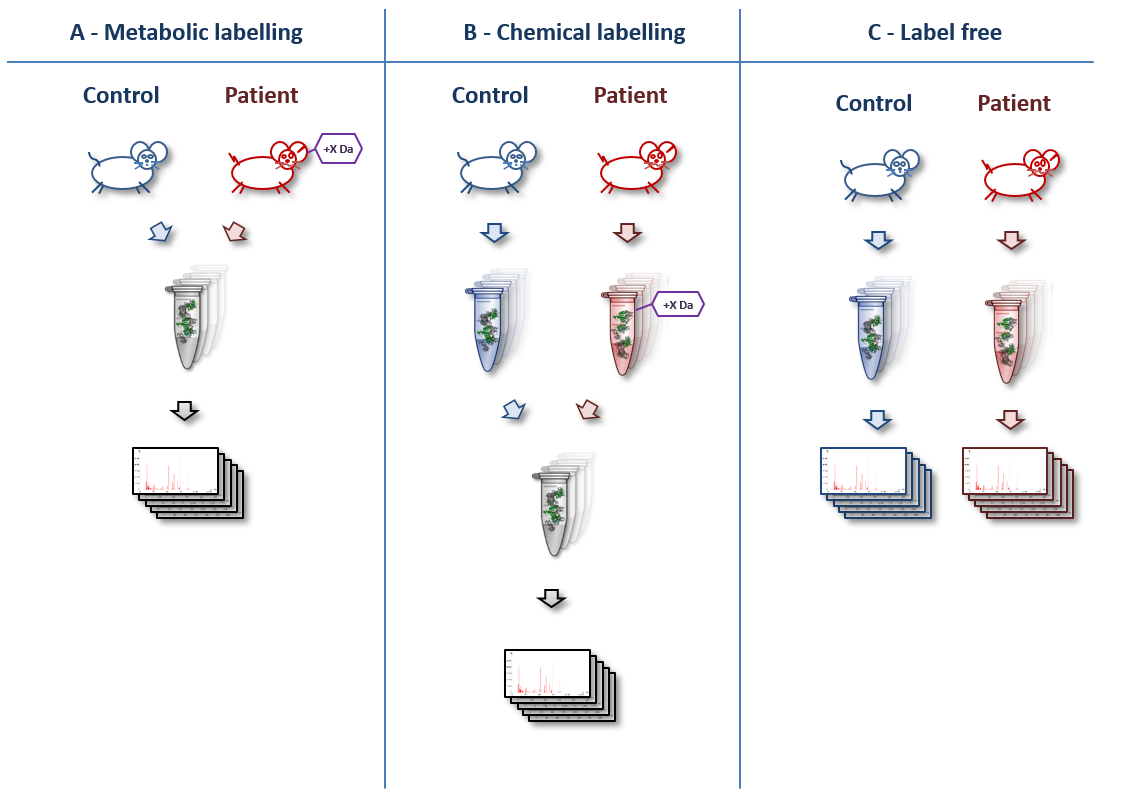 A - Metabolic labelling
B - Chemical labelling
C - Label free
Control
Patient
Control
Patient
Control
Patient
+X Da
+X Da